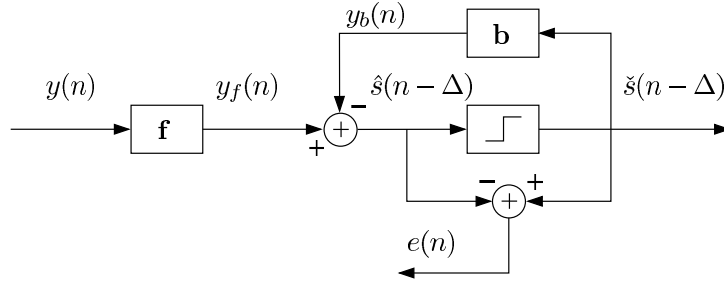 y_b(n)
b
y(n)
y_f(n)
ŝ(n − Δ)
š(n − Δ)
−
f
+
+
−
+
+
e(n)